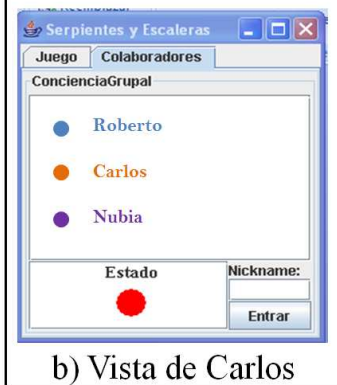 Serpientes y Escaleras
Juego Colaboradores
ConcienciaGrupal
Roberto
Carlos
Nubia
Estado
Nickname:
Entrar
b) Vista de Carlos